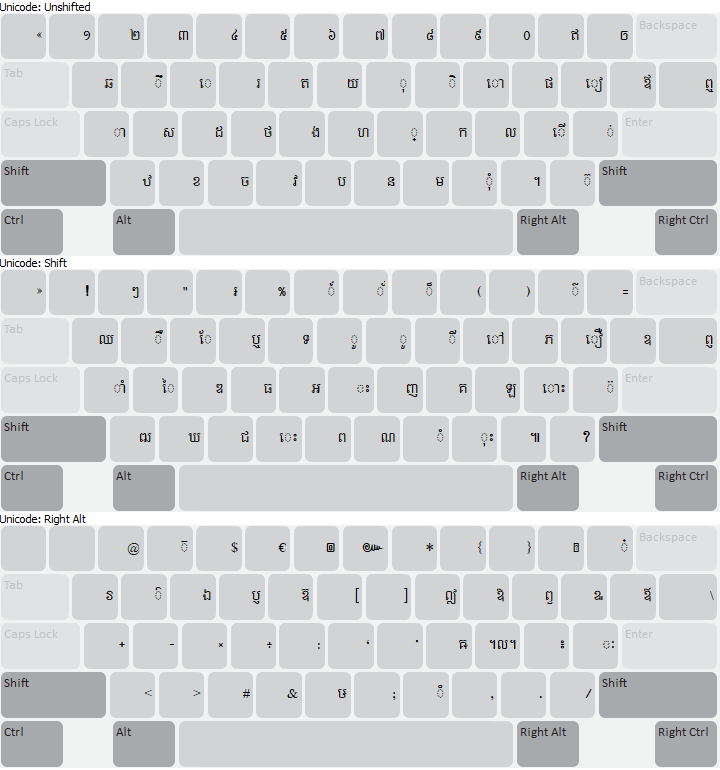 Unicode: Unshifted
« ១ ២ ៣ ៤ ៥ ៦ ៧ ៨ ៩ ០ ឥ ឲ Backspace
Tab ឆ ឹ េ រ ត យ ុ ិ ោ ផ ៀ ឪ ឮ
Caps Lock ា ស ដ ថ ង ហ ្ ក ល ើ ់ Enter
Shift ឋ ខ ច វ ប ន ម ុំ ។ ៊ Shift
Ctrl Alt Right Alt Right Ctrl
Unicode: Shift
» ! ៗ " ៛ % ៍ ័ ៏ ( ) ៌ = Backspace
Tab ឈ ឺ ែ ឬ ទ ួ ូ ី ៅ ភ ឿ ឧ ឭ
Caps Lock ាំ ៃ ឌ ធ អ ះ ញ គ ឡ ោះ ៉ Enter
Shift ឍ ឃ ជ េះ ព ណ ំ ុះ ៕ ? Shift
Ctrl Alt Right Alt Right Ctrl
Unicode: Right Alt
@ ៑ $ € ៙ ៚ * { } ៎ Backspace
Tab ឯ ឫ [ ] ឦ ឱ ឰ ឩ ឳ \
Caps Lock + - × ÷ : ‘ ’ ឝ ។ល។ ៖ ៈ Enter
Shift < > # & ឞ ; , . / Shift
Ctrl Alt Right Alt Right Ctrl